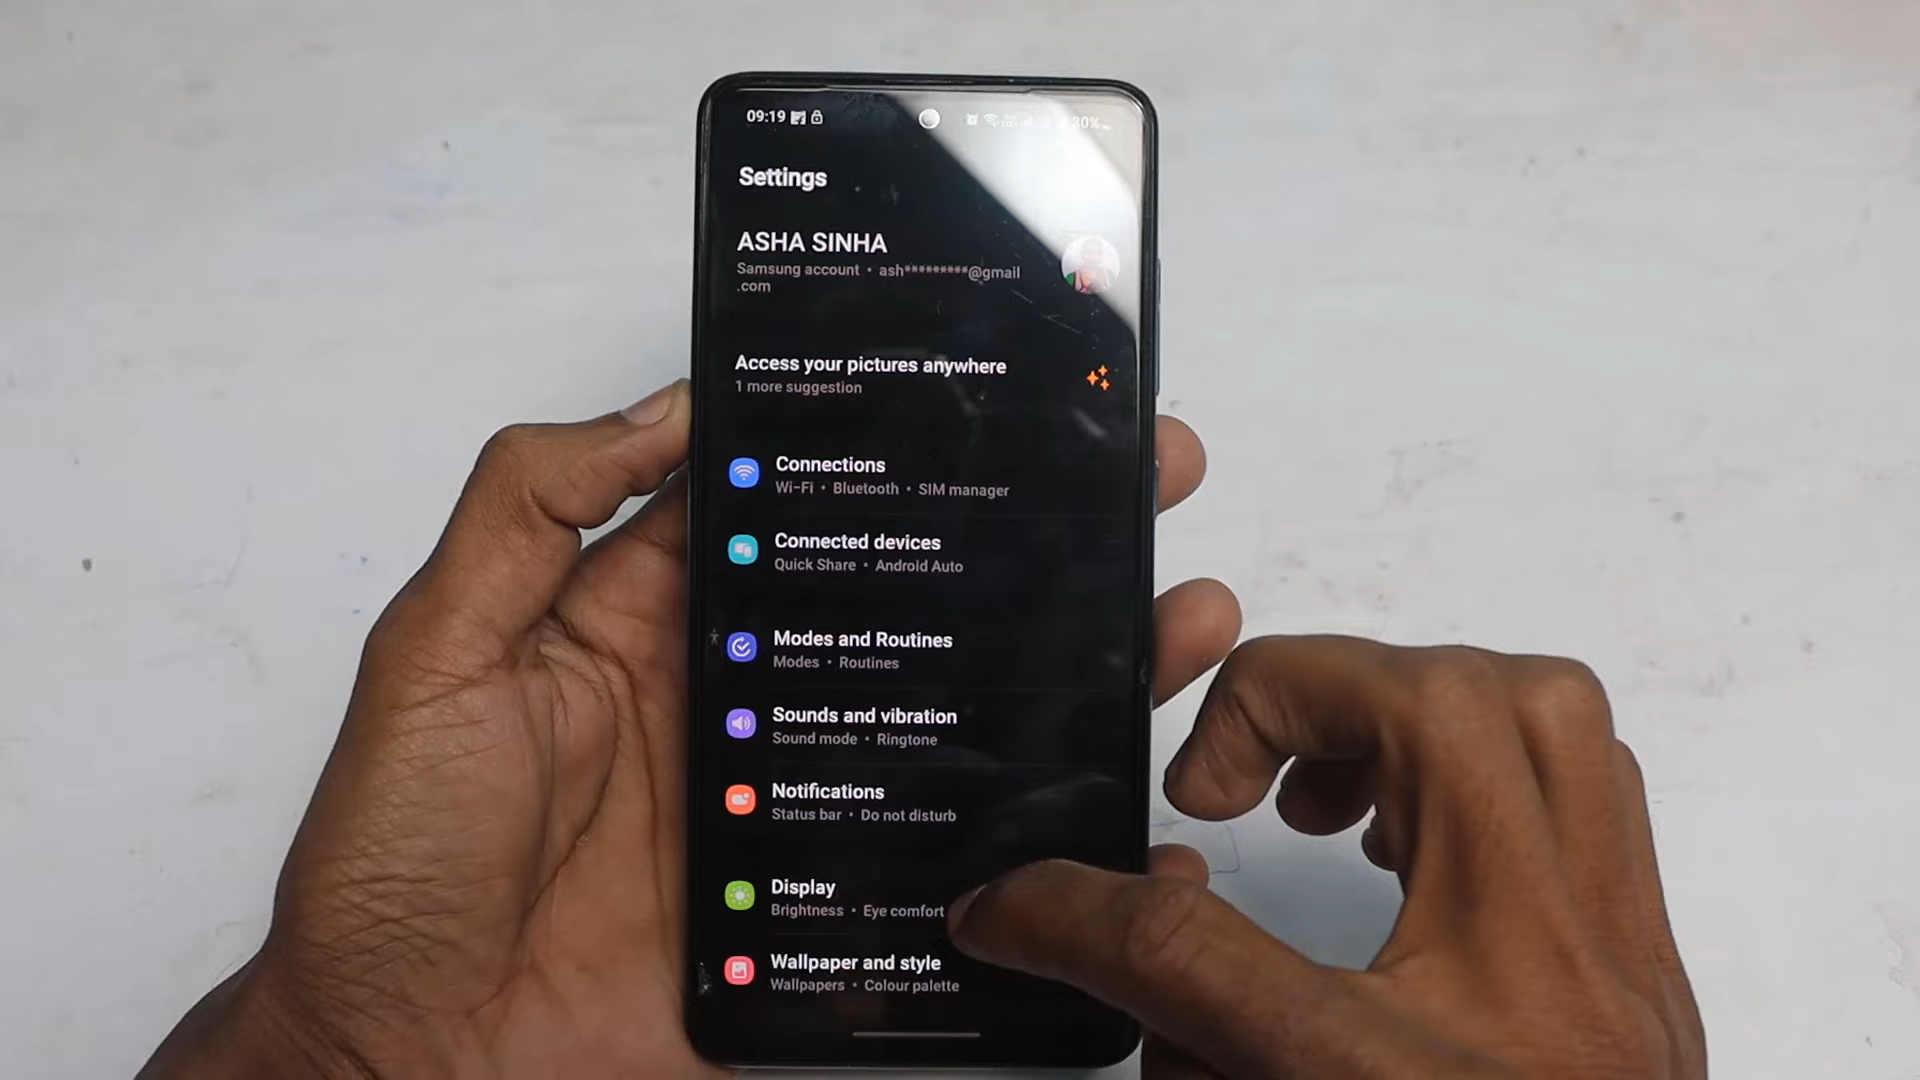 09:19
30%
Settings
ASHA SINHA
Samsung account • ash*********@gmail
.com
Access your pictures anywhere
1 more suggestion
Connections
Wi-Fi • Bluetooth • SIM manager
Connected devices
Quick Share • Android Auto
Modes and Routines
Modes • Routines
Sounds and vibration
Sound mode • Ringtone
Notifications
Status bar • Do not disturb
Display
Brightness • Eye comfort
Wallpaper and style
Wallpapers • Colour palette